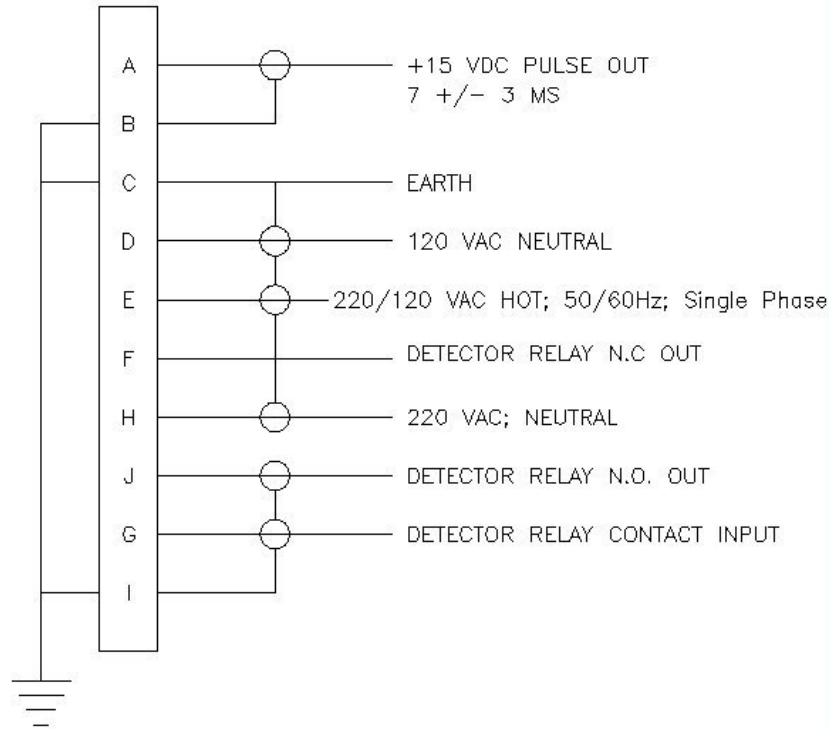 A
+15 VDC PULSE OUT
7 +/- 3 MS
B
C
EARTH
D
120 VAC NEUTRAL
E
220/120 VAC HOT; 50/60Hz; Single Phase
F
DETECTOR RELAY N.C OUT
H
220 VAC; NEUTRAL
J
DETECTOR RELAY N.O. OUT
G
DETECTOR RELAY CONTACT INPUT
I